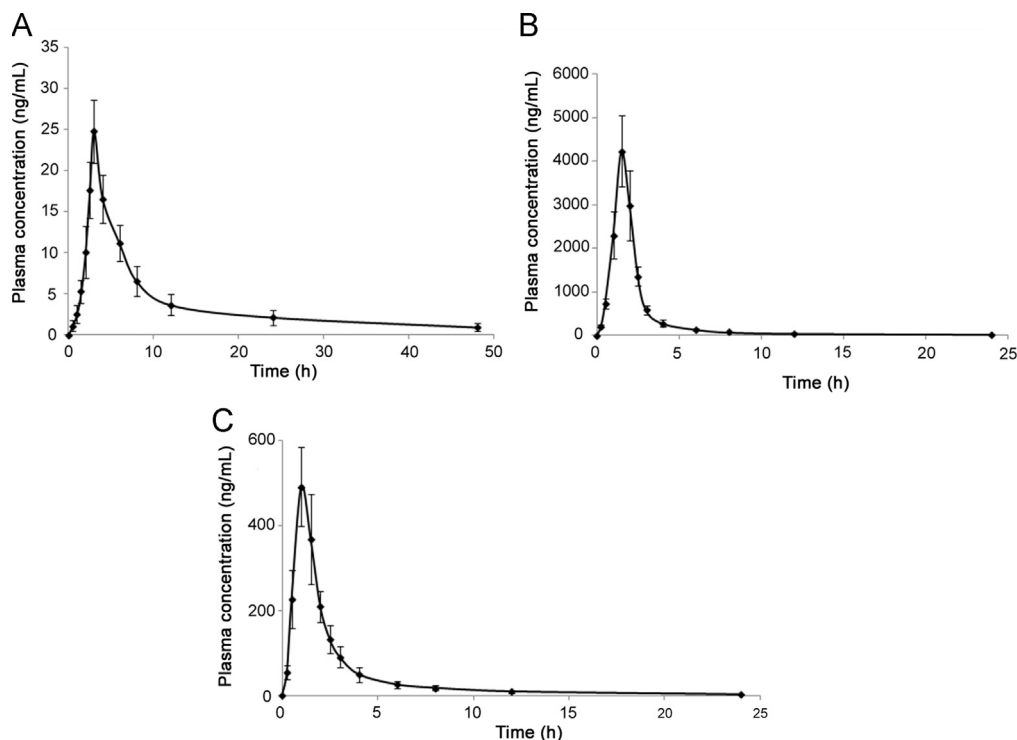 A
Plasma concentration (ng/mL)
35
30
25
20
15
10
5
0
0 10 20 30 40 50
Time (h)
B
Plasma concentration (ng/mL)
6000
5000
4000
3000
2000
1000
0
0 5 10 15 20 25
Time (h)
C
Plasma concentration (ng/mL)
600
400
200
0
0 5 10 15 20 25
Time (h)